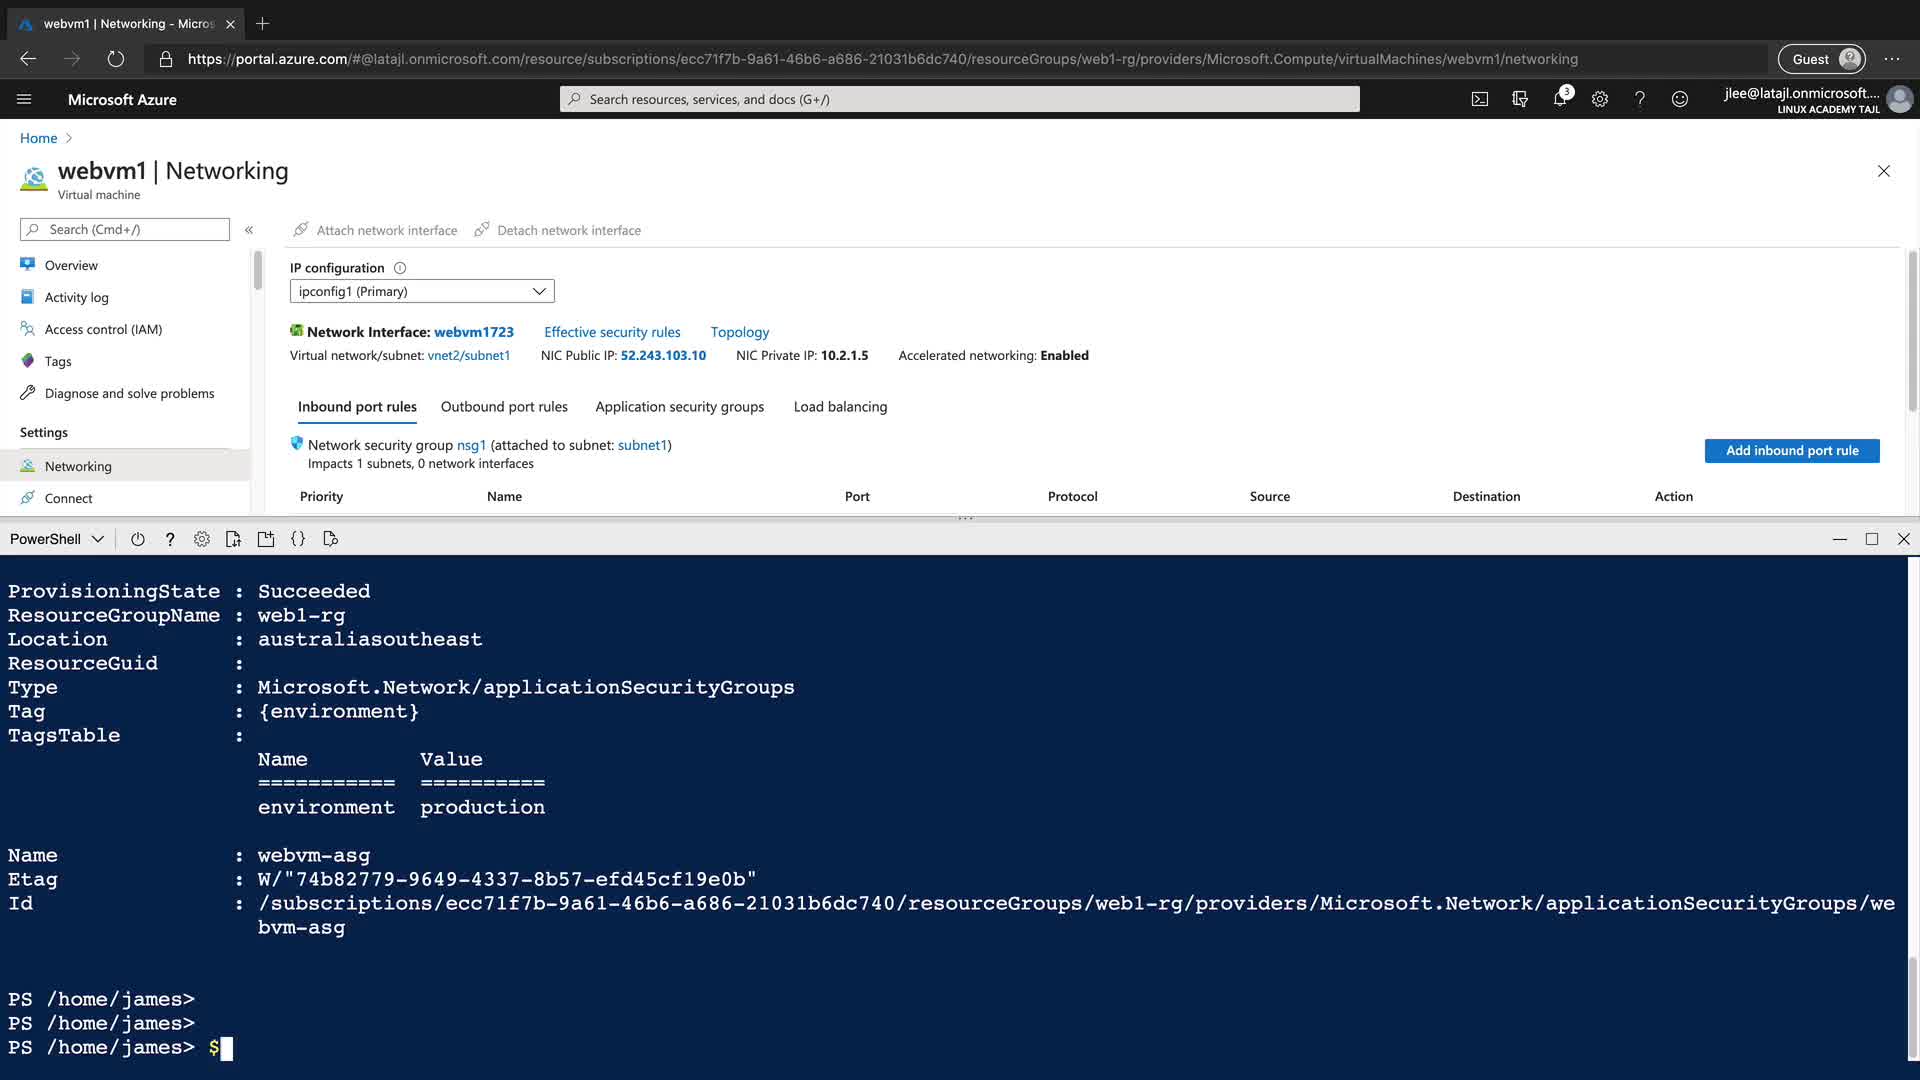 webvm1 | Networking - Micros
https://portal.azure.com/#@latajl.onmicrosoft.com/resource/subscriptions/ecc71f7b-9a61-46b6-a686-21031b6dc740/resourceGroups/web1-rg/providers/Microsoft.Compute/virtualMachines/webvm1/networking
Guest
Microsoft Azure
Search resources, services, and docs (G+/)
3
jlee@latajl.onmicrosoft....
LINUX ACADEMY TAJL
Home
webvm1 | Networking
Virtual machine
Search (Cmd+/)
Attach network interface
Detach network interface
Overview
Activity log
Access control (IAM)
Tags
Diagnose and solve problems
Settings
Networking
Connect
IP configuration
ipconfig1 (Primary)
Network Interface: webvm1723 Effective security rules Topology
Virtual network/subnet: vnet2/subnet1 NIC Public IP: 52.243.103.10 NIC Private IP: 10.2.1.5 Accelerated networking: Enabled
Inbound port rules Outbound port rules Application security groups Load balancing
Network security group nsg1 (attached to subnet: subnet1)
Impacts 1 subnets, 0 network interfaces
Add inbound port rule
Priority Name Port Protocol Source Destination Action
PowerShell
ProvisioningState : Succeeded
ResourceGroupName : web1-rg
Location : australiasoutheast
ResourceGuid :
Type : Microsoft.Network/applicationSecurityGroups
Tag : {environment}
TagsTable :
Name Value
=========== ==========
environment production
Name : webvm-asg
Etag : W/"74b82779-9649-4337-8b57-efd45cf19e0b"
Id : /subscriptions/ecc71f7b-9a61-46b6-a686-21031b6dc740/resourceGroups/web1-rg/providers/Microsoft.Network/applicationSecurityGroups/we
bvm-asg
PS /home/james>
PS /home/james>
PS /home/james> $